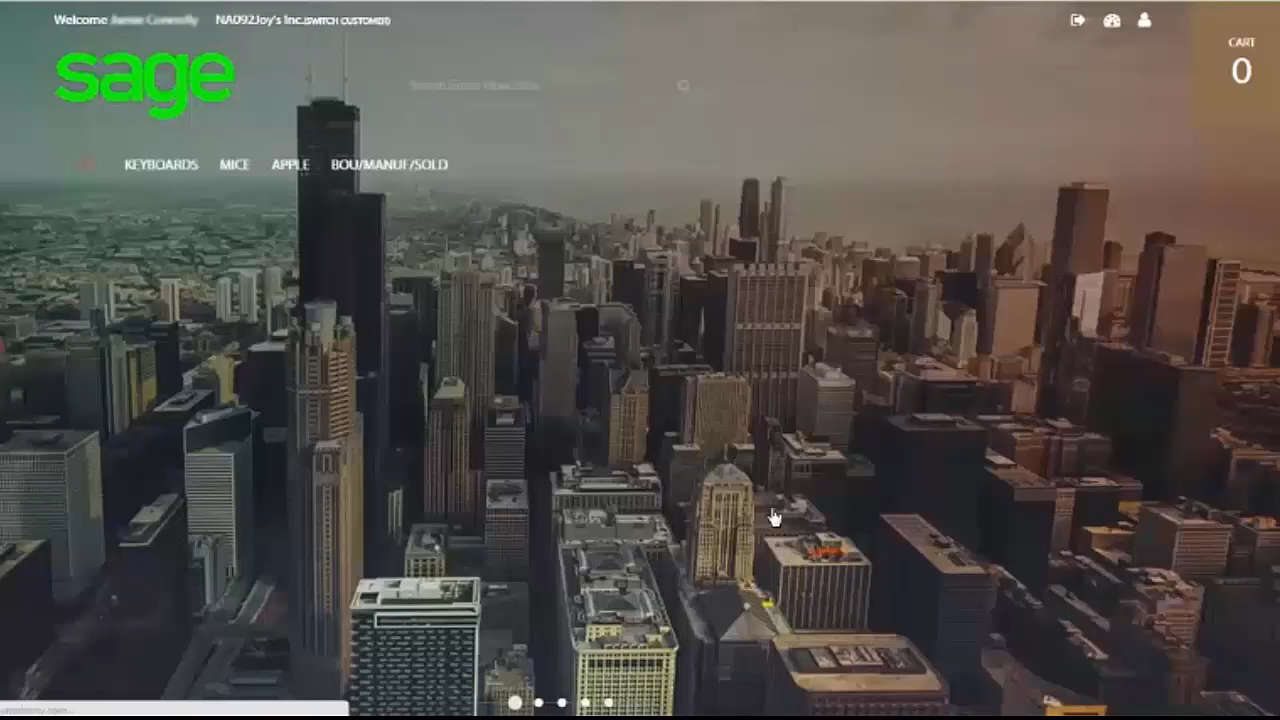 Welcome
NA092Joy's Inc.(SWITCH CUSTOMER)
CART
0
sage
KEYBOARDS MICE APPLE BOU/MANUF/SOLD